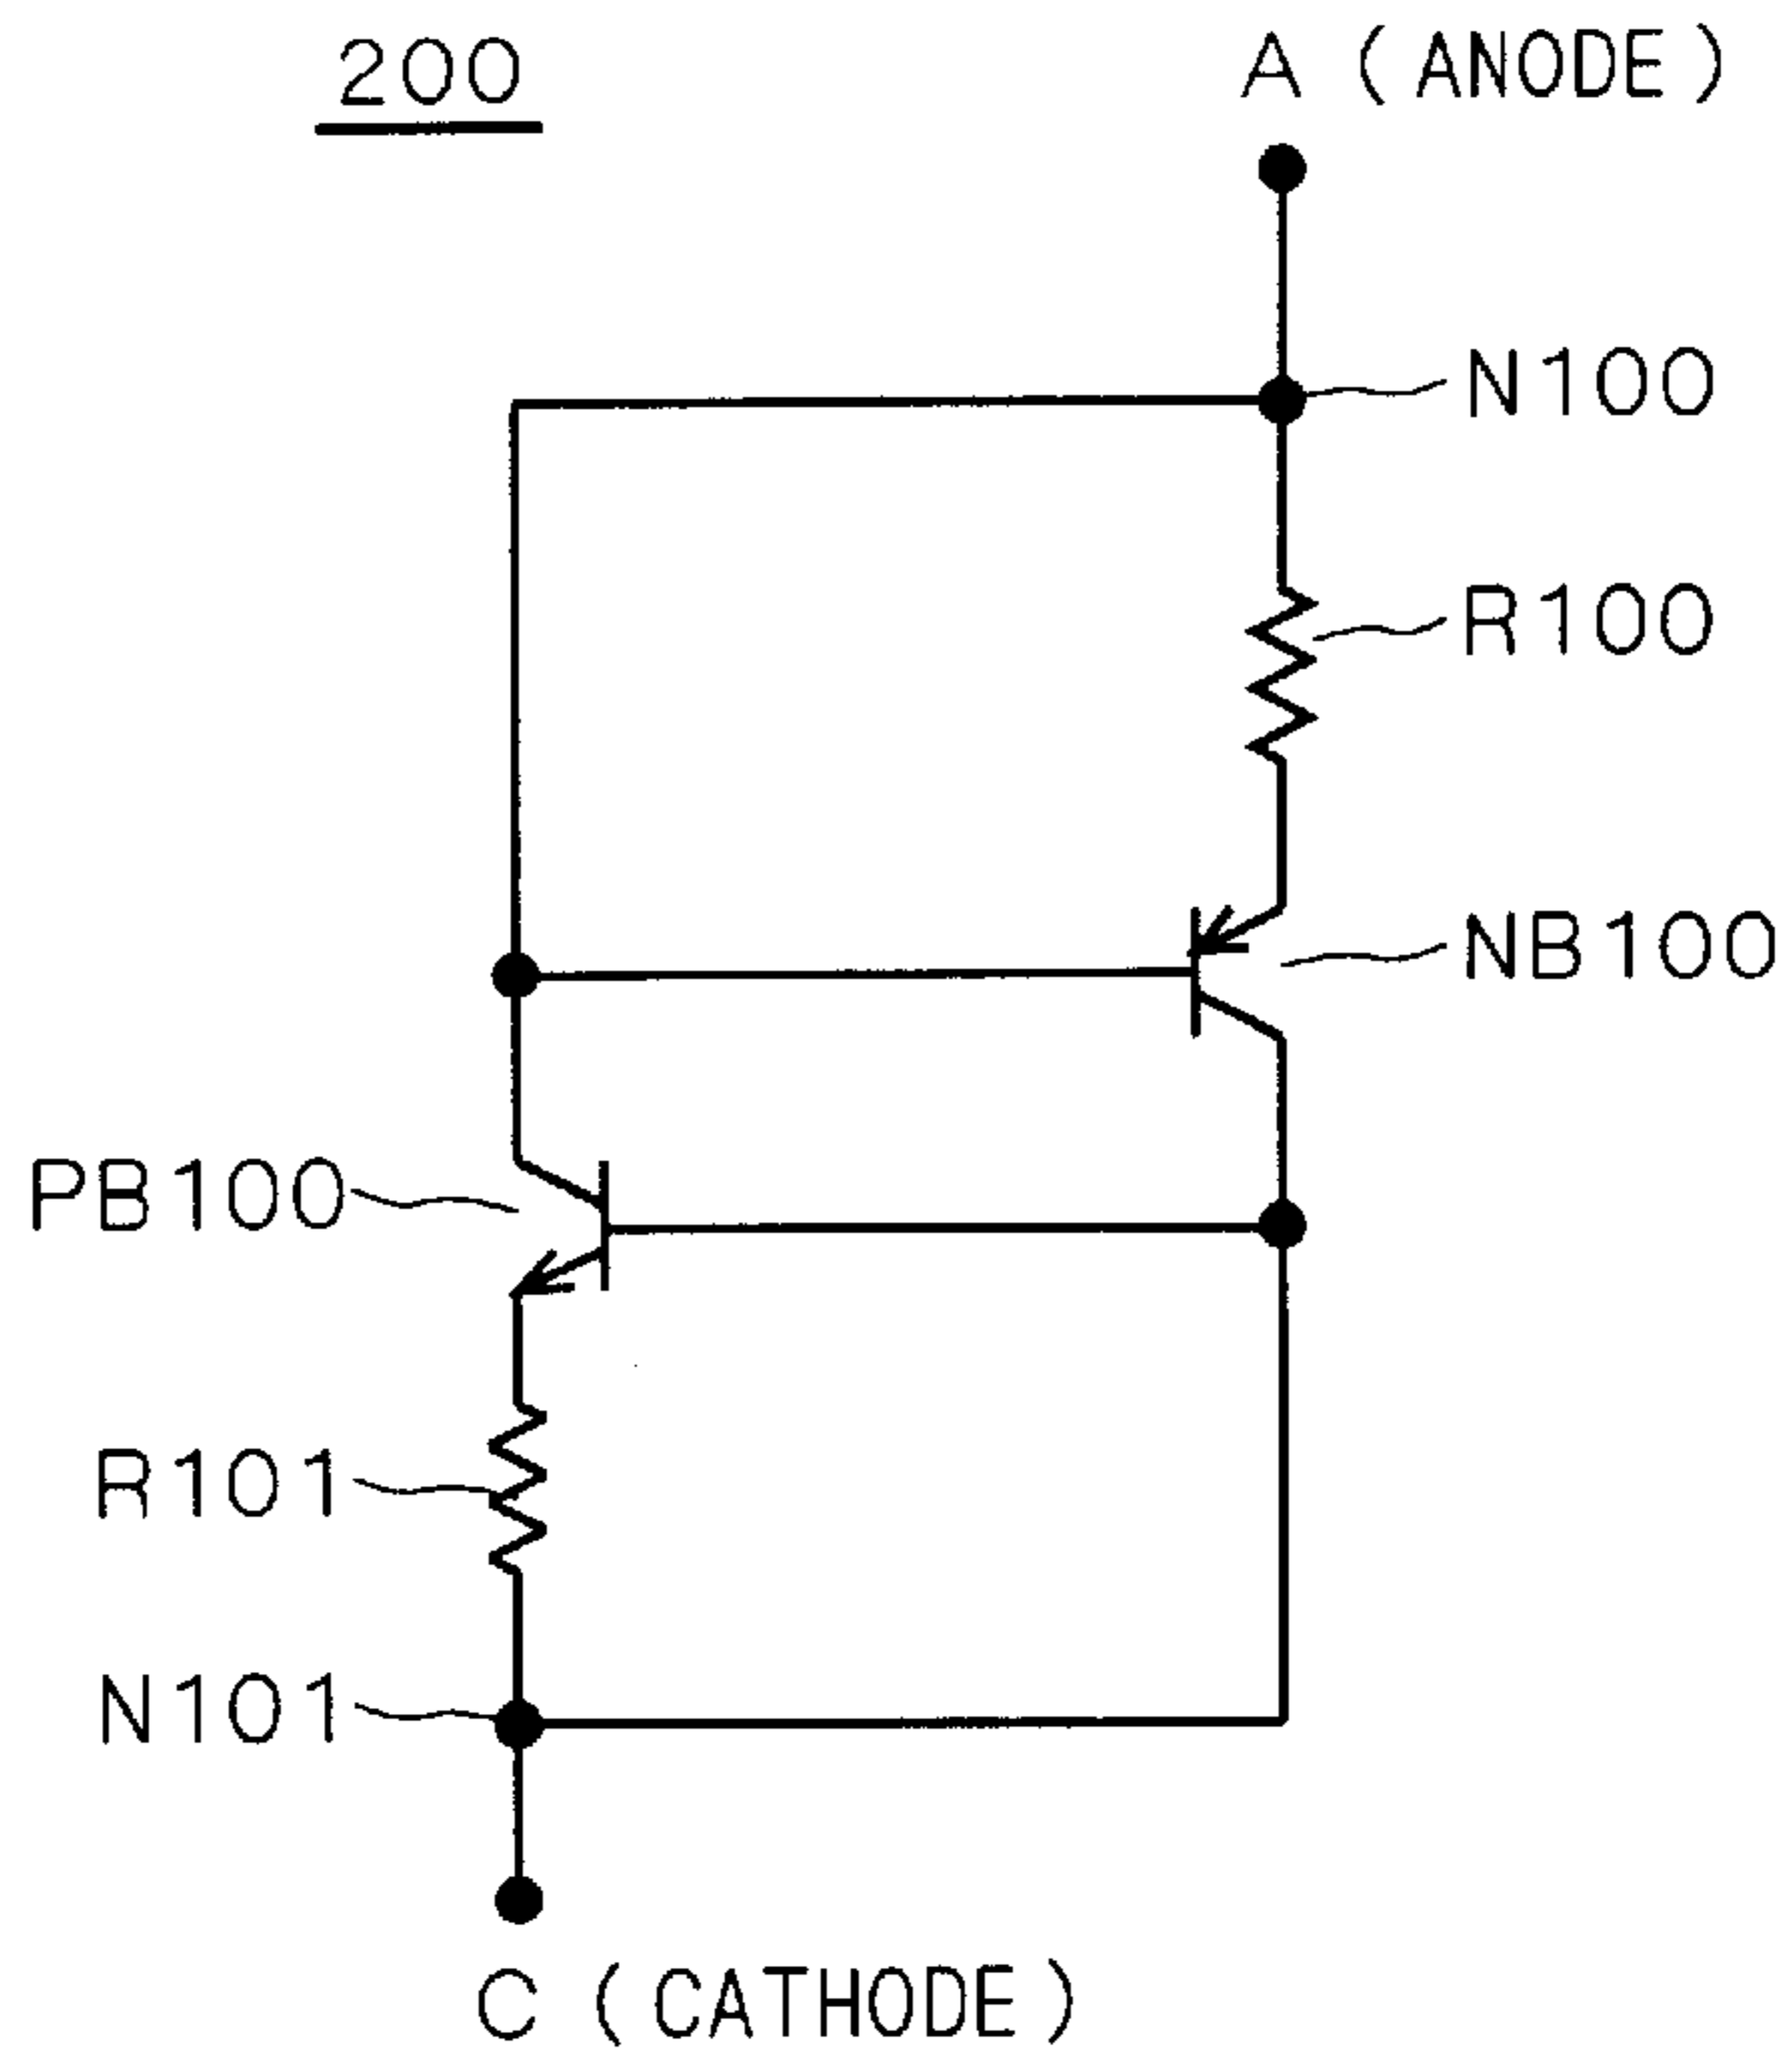 200
A (ANODE)
N100
R100
NB100
PB100
R101
N101
C (CATHODE)